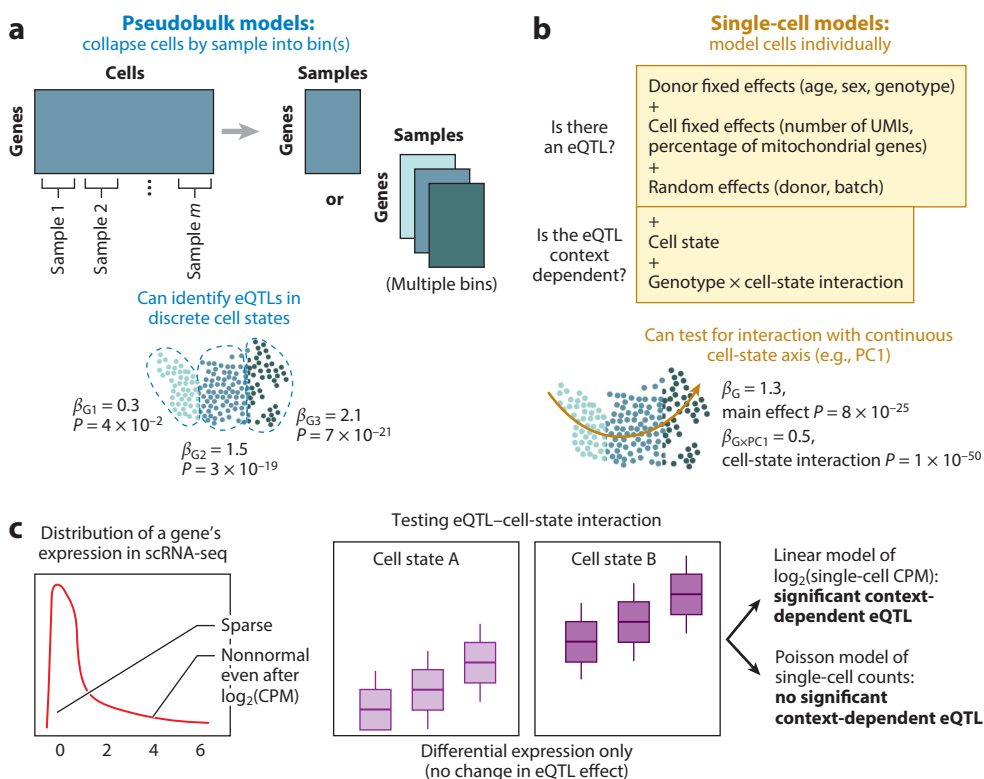 a
Pseudobulk models:
collapse cells by sample into bin(s)
Cells
Genes
Sample 1
Sample 2
...
Sample m
Samples
Genes
or
Samples
Genes
(Multiple bins)
Can identify eQTLs in
discrete cell states
βG1 = 0.3
P = 4 × 10⁻²
βG2 = 1.5
P = 3 × 10⁻¹⁹
βG3 = 2.1
P = 7 × 10⁻²¹
b
Single-cell models:
model cells individually
Is there
an eQTL?
Donor fixed effects (age, sex, genotype)
+
Cell fixed effects (number of UMIs,
percentage of mitochondrial genes)
+
Random effects (donor, batch)
Is the eQTL
context
dependent?
+
Cell state
+
Genotype × cell-state interaction
Can test for interaction with continuous
cell-state axis (e.g., PC1)
βG = 1.3,
main effect P = 8 × 10⁻²⁵
βG×PC1 = 0.5,
cell-state interaction P = 1 × 10⁻⁵⁰
c
Distribution of a gene's
expression in scRNA-seq
Sparse
Nonnormal
even after
log₂(CPM)
0 2 4 6
Testing eQTL–cell-state interaction
Cell state A
Cell state B
Differential expression only
(no change in eQTL effect)
Linear model of
log₂(single-cell CPM):
significant context-
dependent eQTL
Poisson model of
single-cell counts:
no significant
context-dependent eQTL